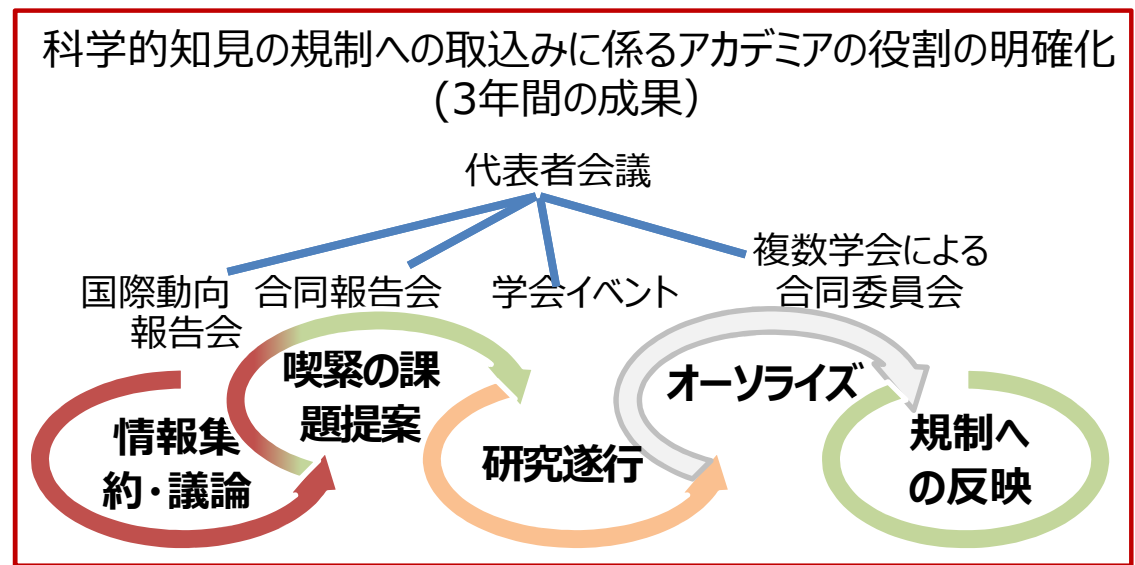 科学的知見の規制への取込みに係るアカデミアの役割の明確化
(3年間の成果）
代表者会議
国際動向
報告会
合同報告会
学会イベント
複数学会による
合同委員会
情報集
約・議論
喫緊の課
題提案
研究遂行
オーソライズ
規制へ
の反映